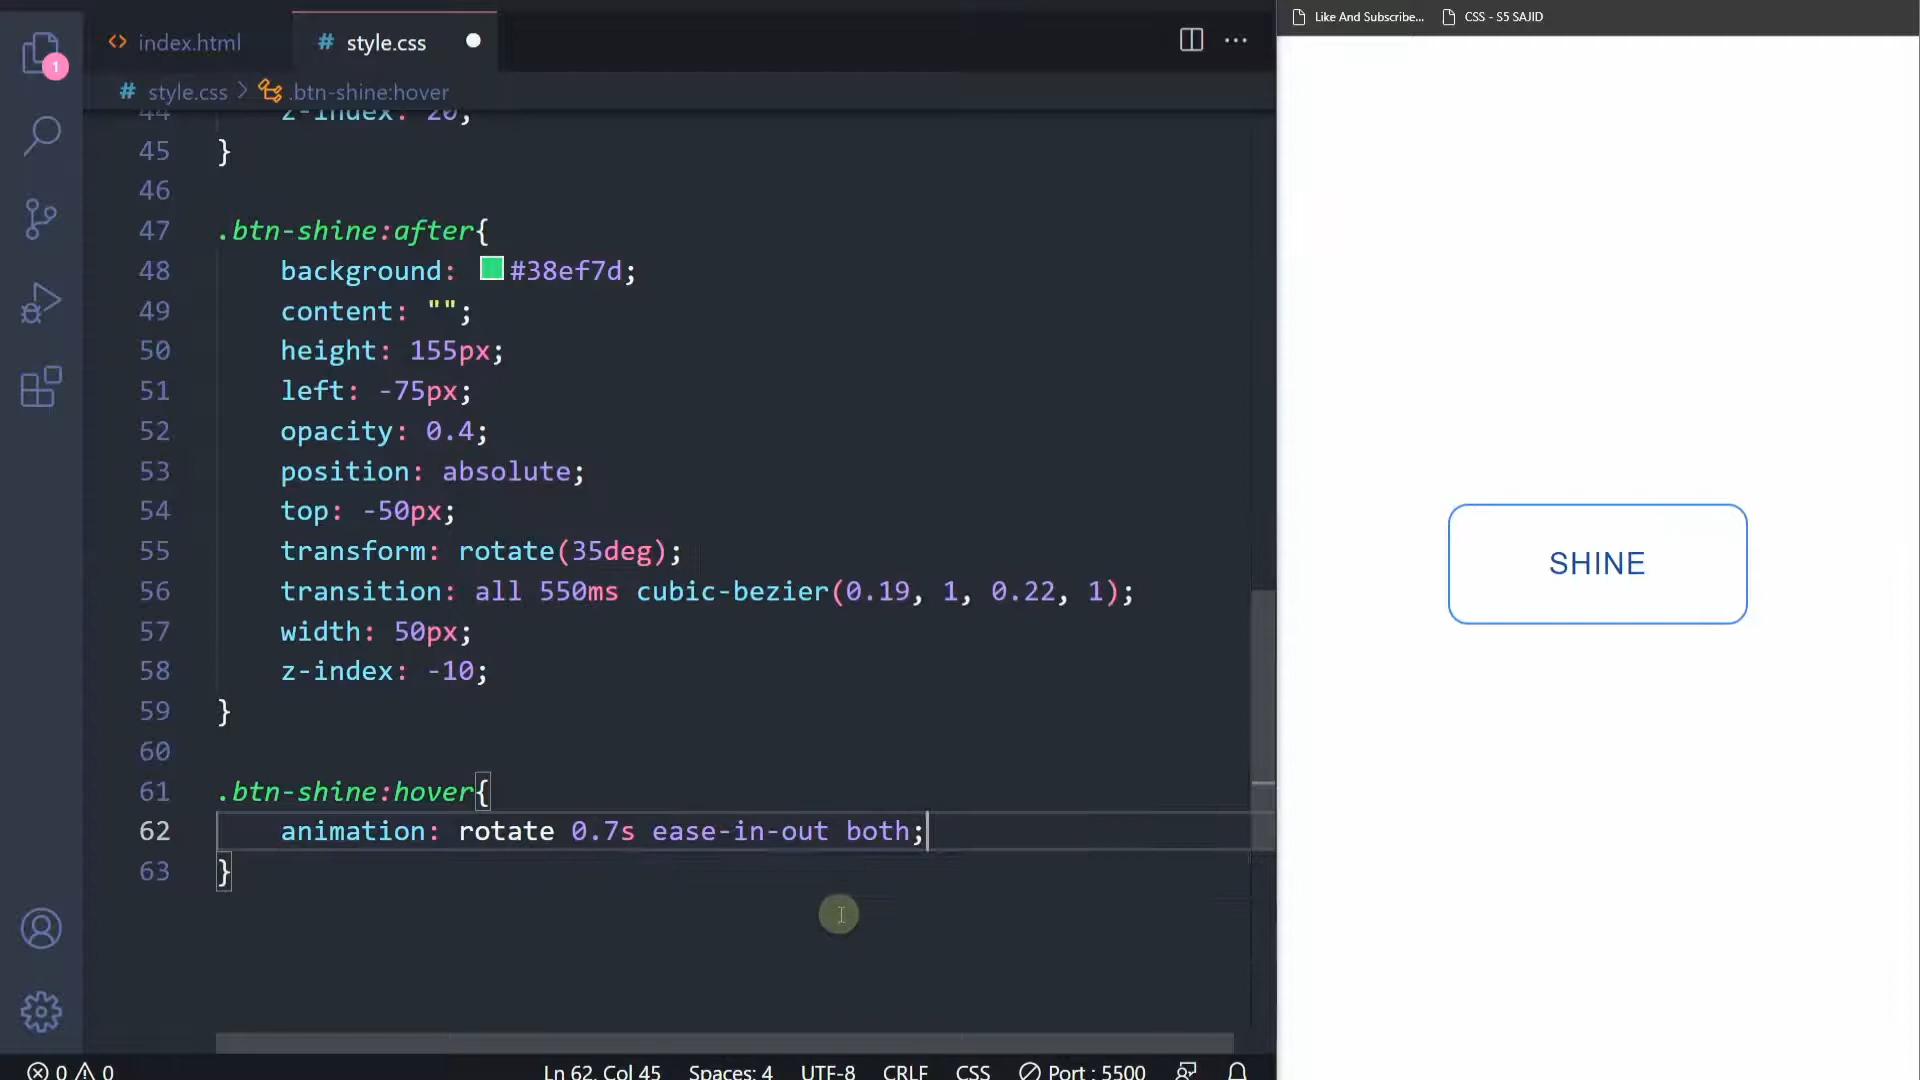 index.html
# style.css
Like And Subscribe...
CSS - S5 SAJID
1
# style.css > .btn-shine:hover
44 z-index: 20;
45 }
46
47 .btn-shine:after{
48 background: #38ef7d;
49 content: "";
50 height: 155px;
51 left: -75px;
52 opacity: 0.4;
53 position: absolute;
54 top: -50px;
55 transform: rotate(35deg);
56 transition: all 550ms cubic-bezier(0.19, 1, 0.22, 1);
57 width: 50px;
58 z-index: -10;
59 }
60
61 .btn-shine:hover{
62 animation: rotate 0.7s ease-in-out both;
63 }
SHINE
0 0 Ln 62, Col 45 Spaces: 4 UTF-8 CRLF CSS Port : 5500